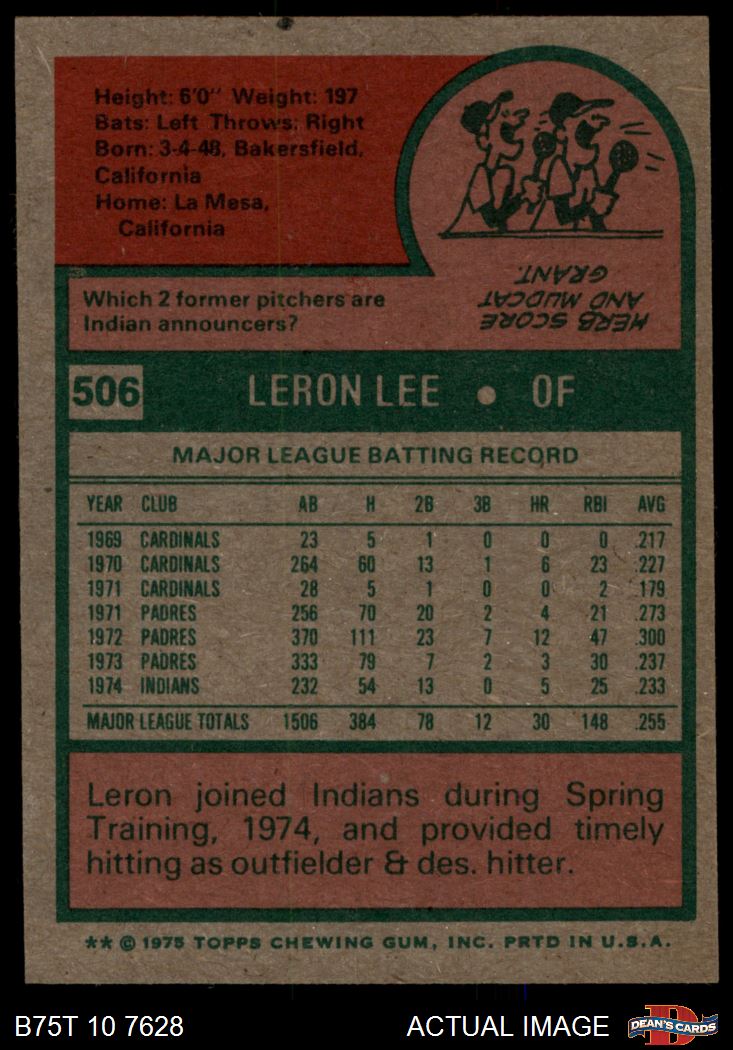 Height: 6'0" Weight: 197
Bats: Left Throws: Right
Born: 3-4-48, Bakersfield,
California
Home: La Mesa,
California
Which 2 former pitchers are
Indian announcers?
HERB SCORE
AND MUDCAT
GRANT.
506 LERON LEE • OF
MAJOR LEAGUE BATTING RECORD
YEAR CLUB AB H 2B 3B HR RBI AVG
1969 CARDINALS 23 5 1 0 0 0 .217
1970 CARDINALS 264 60 13 1 6 23 .227
1971 CARDINALS 28 5 1 0 0 2 .179
1971 PADRES 256 70 20 2 4 21 .273
1972 PADRES 370 111 23 7 12 47 .300
1973 PADRES 333 79 7 2 3 30 .237
1974 INDIANS 232 54 13 0 5 25 .233
MAJOR LEAGUE TOTALS 1506 384 78 12 30 148 .255
Leron joined Indians during Spring
Training, 1974, and provided timely
hitting as outfielder & des. hitter.
** © 1975 TOPPS CHEWING GUM, INC. PRTD IN U.S.A.
B75T 10 7628 ACTUAL IMAGE D DEAN'S CARDS